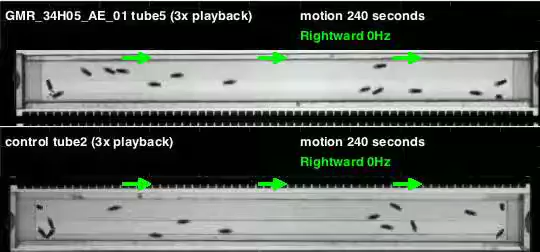 GMR_34H05_AE_01 tube5 (3x playback)
motion 240 seconds
Rightward 0Hz
control tube2 (3x playback)
motion 240 seconds
Rightward 0Hz